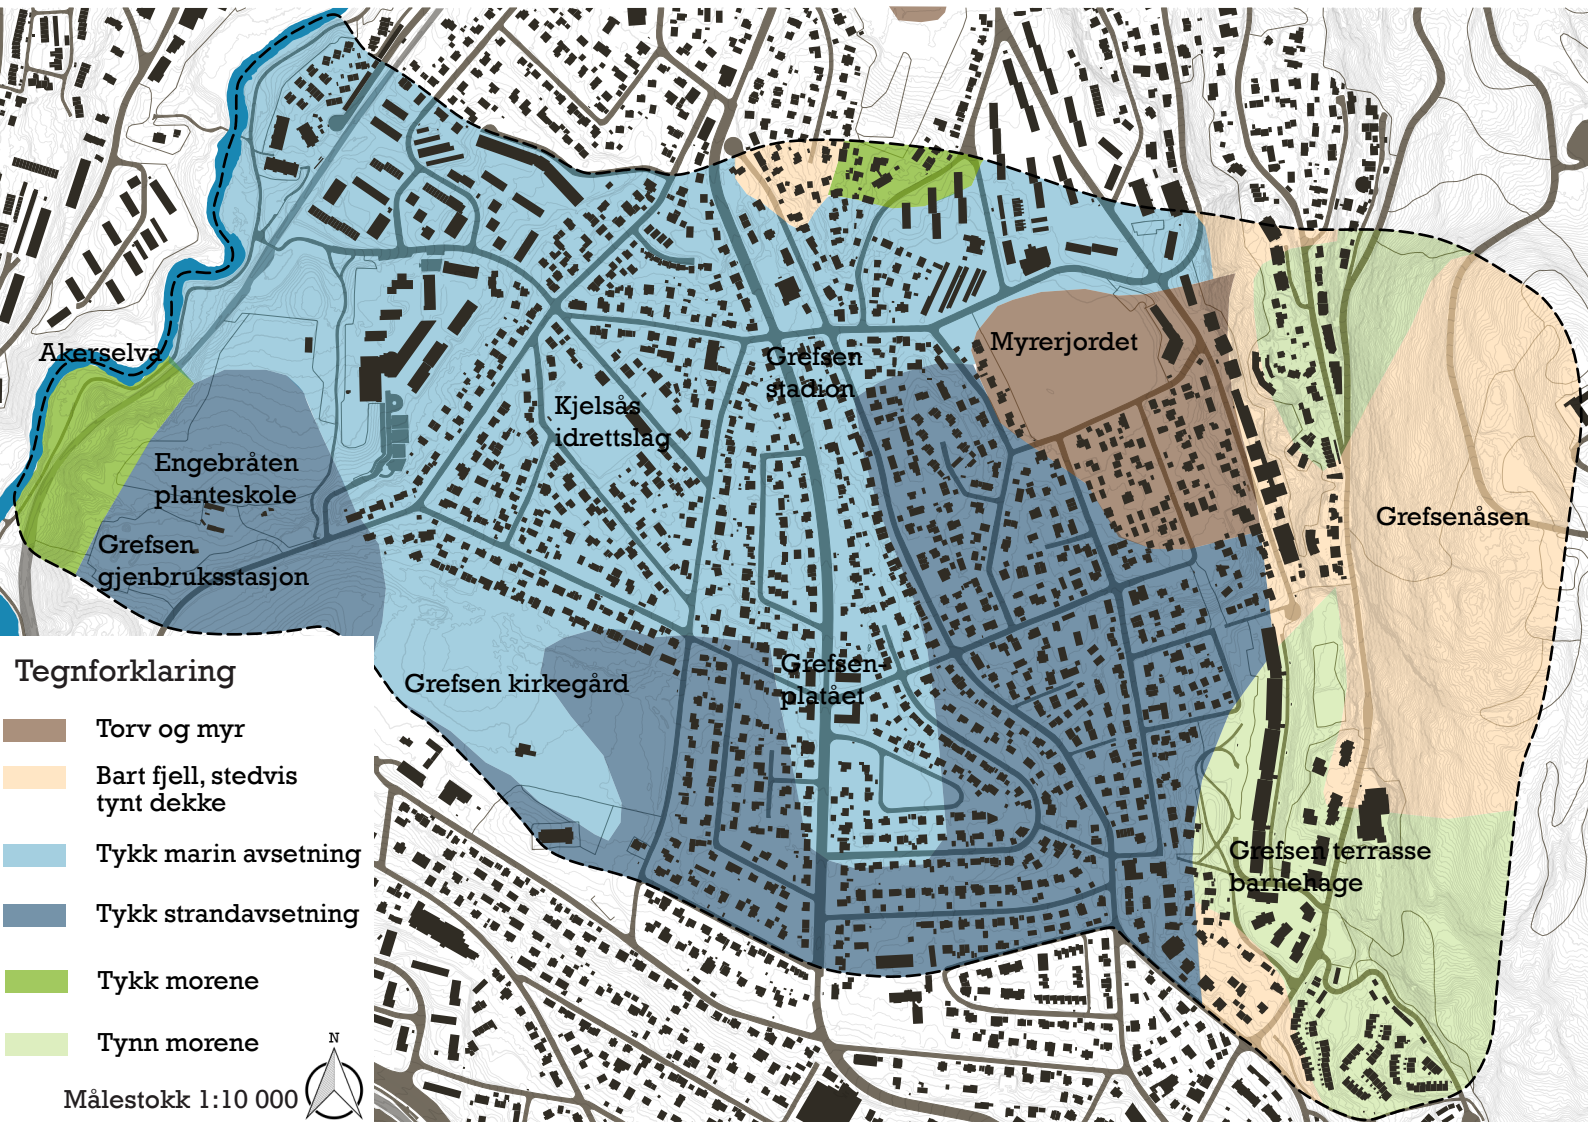 Akerselva
Grefsen
stadion
Myrerjordet
Kjelsås
idrettslag
Engebråten
planteskole
Grefsenåsen
Grefsen
gjenbruksstasjon
Grefsen kirkegård
Grefsen-
platået
Grefsen terrasse
barnehage
Tegnforklaring
Torv og myr
Bart fjell, stedvis
tynt dekke
Tykk marin avsetning
Tykk strandavsetning
Tykk morene
Tynn morene
N
Målestokk 1:10 000